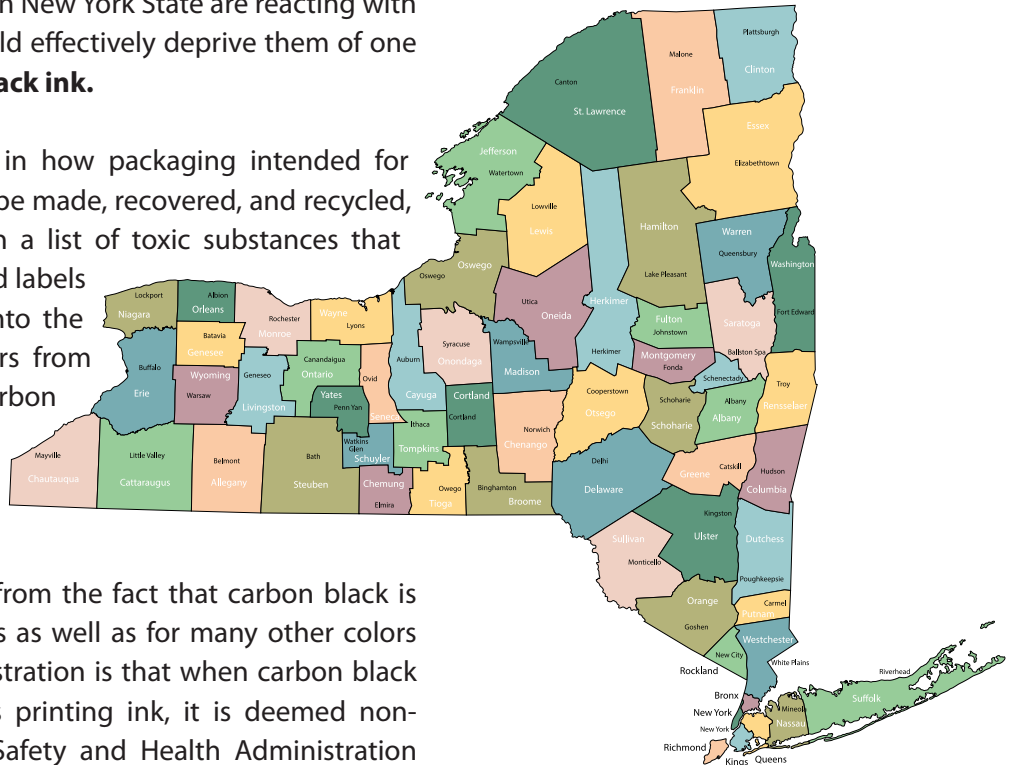 n New York State are reacting with
ld effectively deprive them of one
ack ink.
in how packaging intended for
be made, recovered, and recycled,
n a list of toxic substances that
d labels
nto the
rs from
rbon
from the fact that carbon black is
s as well as for many other colors
stration is that when carbon black
s printing ink, it is deemed non-
Safety and Health Administration
Plattsburgh
Clinton
Malone
Franklin
Canton
St. Lawrence
Essex
Elizabethtown
Jefferson
Watertown
Lowville
Lewis
Hamilton
Lake Pleasant
Warren
Queensbury
Washington
Fort Edward
Oswego
Oswego
Utica
Oneida
Herkimer
Herkimer
Fulton
Johnstown
Saratoga
Ballston Spa
Montgomery
Fonda
Schenectady
Lockport
Niagara
Albion
Orleans
Rochester
Monroe
Wayne
Lyons
Batavia
Genesee
Buffalo
Erie
Wyoming
Warsaw
Geneseo
Livingston
Canandaigua
Ontario
Yates
Penn Yan
Ovid
Seneca
Auburn
Cayuga
Syracuse
Onondaga
Wampsville
Madison
Cortland
Cortland
Cooperstown
Otsego
Schoharie
Schoharie
Albany
Albany
Troy
Rensselaer
Mayville
Chautauqua
Little Valley
Cattaraugus
Belmont
Allegany
Bath
Steuben
Watkins
Glen
Schuyler
Ithaca
Tompkins
Chemung
Elmira
Owego
Tioga
Binghamton
Broome
Norwich
Chenango
Delhi
Delaware
Greene
Catskill
Hudson
Columbia
Kingston
Ulster
Sullivan
Monticello
Dutchess
Poughkeepsie
Orange
Goshen
Carmel
Putnam
Westchester
White Plains
New City
Rockland
Bronx
New York
New York
Richmond
Kings
Queens
Mineola
Nassau
Riverhead
Suffolk